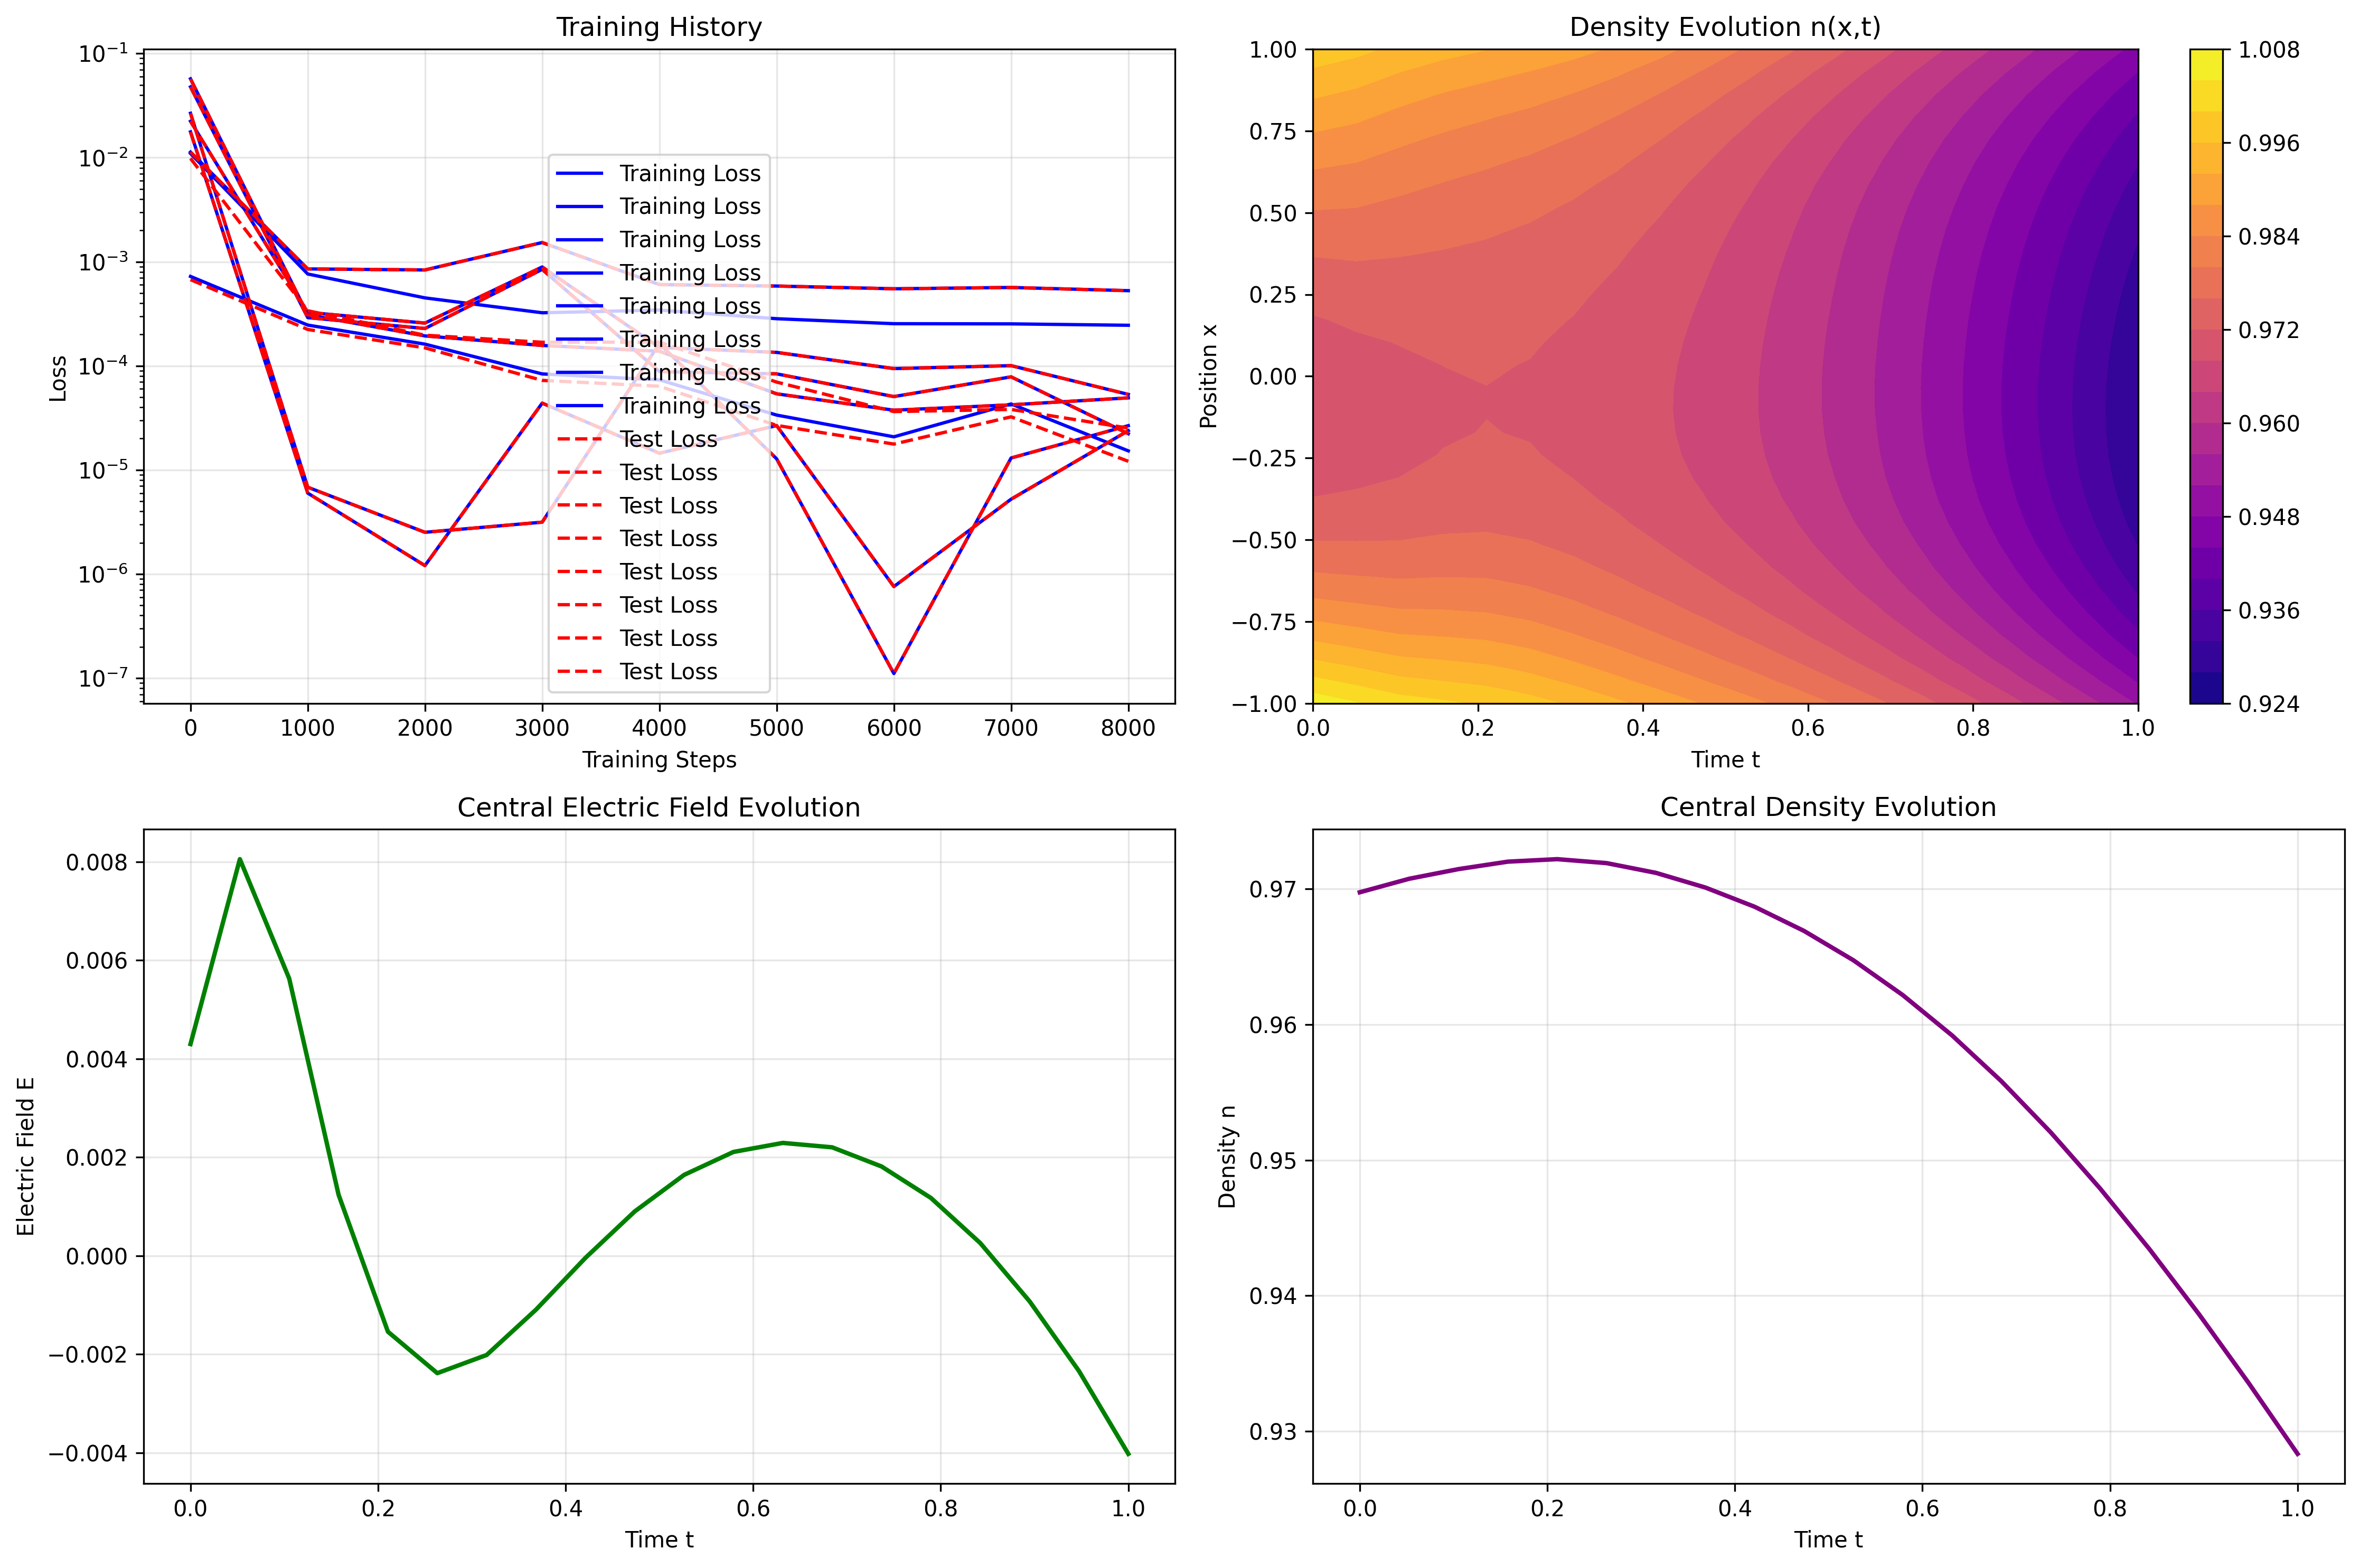 Training History
10⁻¹
10⁻²
10⁻³
10⁻⁴
10⁻⁵
10⁻⁶
10⁻⁷
Loss
Training Loss
Training Loss
Training Loss
Training Loss
Training Loss
Training Loss
Training Loss
Training Loss
Test Loss
Test Loss
Test Loss
Test Loss
Test Loss
Test Loss
Test Loss
Test Loss
0 1000 2000 3000 4000 5000 6000 7000 8000
Training Steps
Density Evolution n(x,t)
1.00
0.75
0.50
0.25
0.00
−0.25
−0.50
−0.75
−1.00
Position x
0.0 0.2 0.4 0.6 0.8 1.0
Time t
1.008
0.996
0.984
0.972
0.960
0.948
0.936
0.924
Central Electric Field Evolution
0.008
0.006
0.004
0.002
0.000
−0.002
−0.004
Electric Field E
0.0 0.2 0.4 0.6 0.8 1.0
Time t
Central Density Evolution
0.97
0.96
0.95
0.94
0.93
Density n
0.0 0.2 0.4 0.6 0.8 1.0
Time t